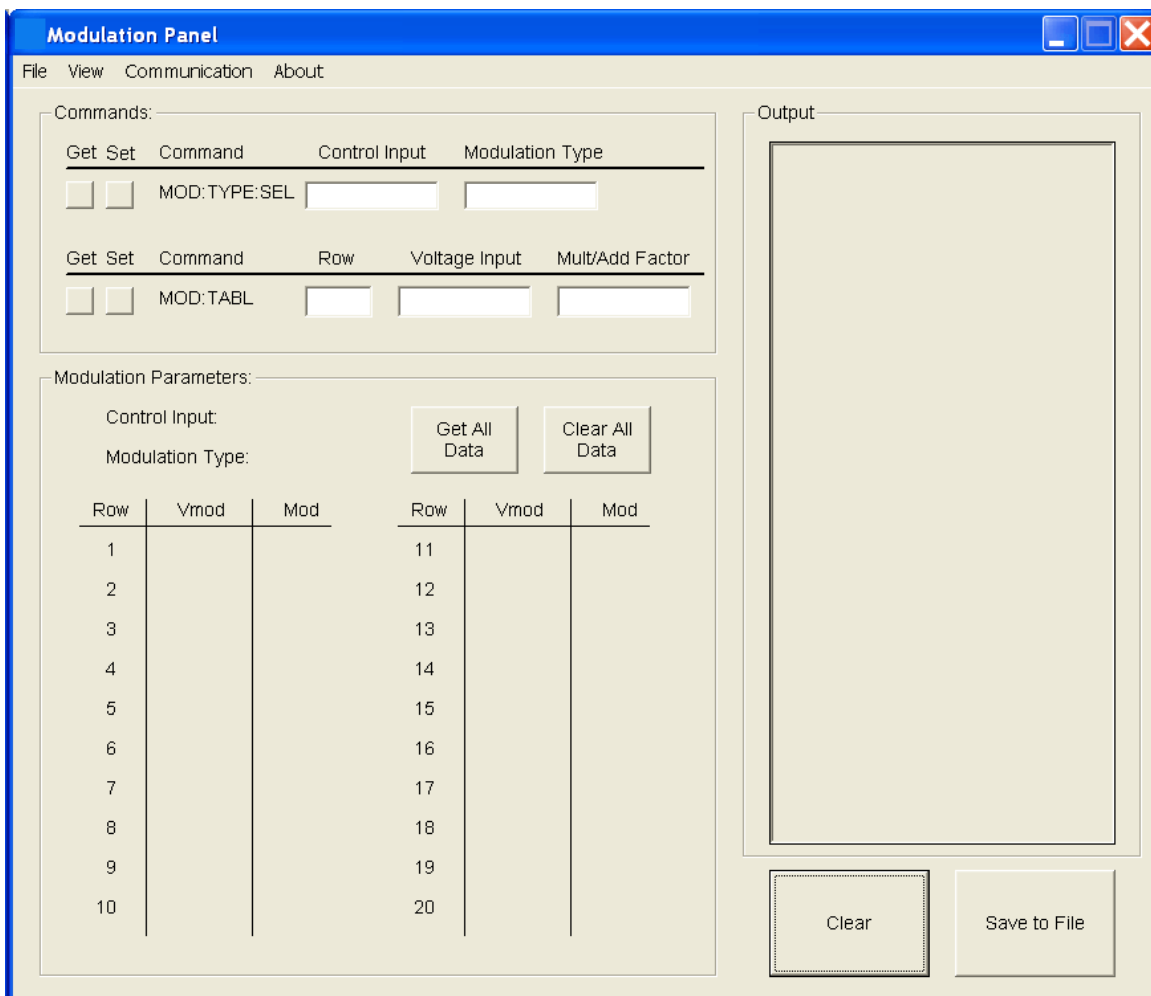 Modulation Panel
File View Communication About
Commands:
Get Set Command Control Input Modulation Type
MOD:TYPE:SEL
Get Set Command Row Voltage Input Mult/Add Factor
MOD:TABL
Modulation Parameters:
Control Input:
Modulation Type:
Get All
Data
Clear All
Data
Row Vmod Mod
1
2
3
4
5
6
7
8
9
10
Row Vmod Mod
11
12
13
14
15
16
17
18
19
20
Output
Clear
Save to File